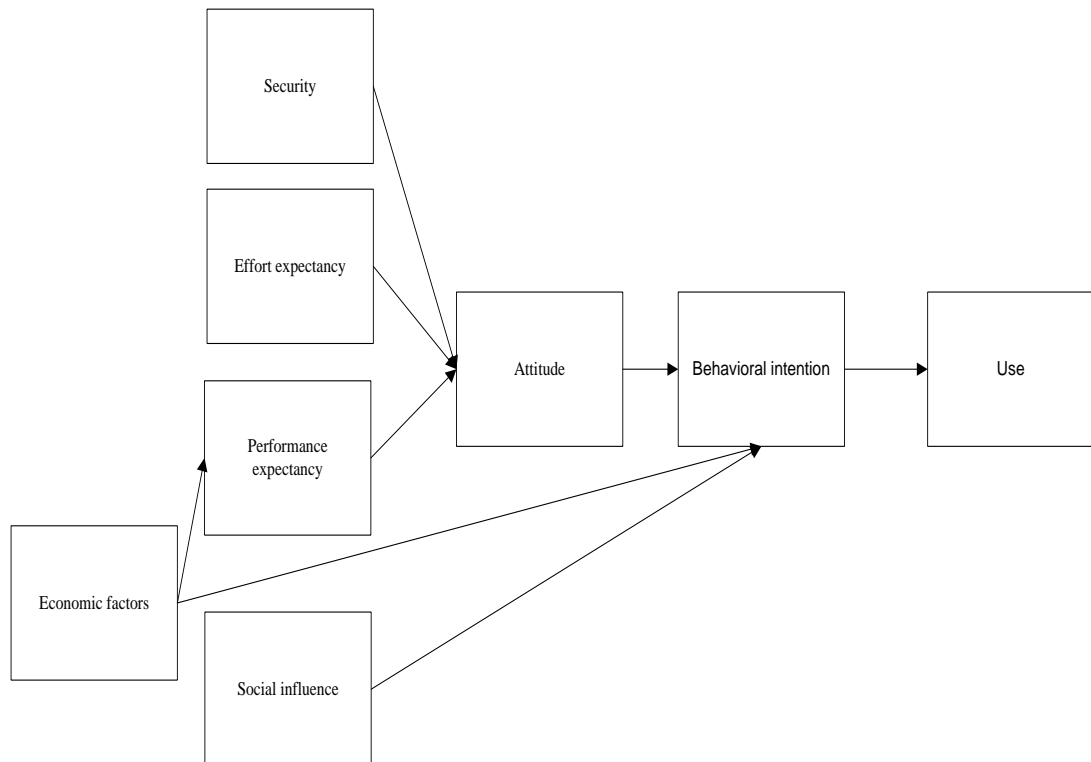 Security
Effort expectancy
Attitude
Behavioral intention
Use
Performance
expectancy
Economic factors
Social influence